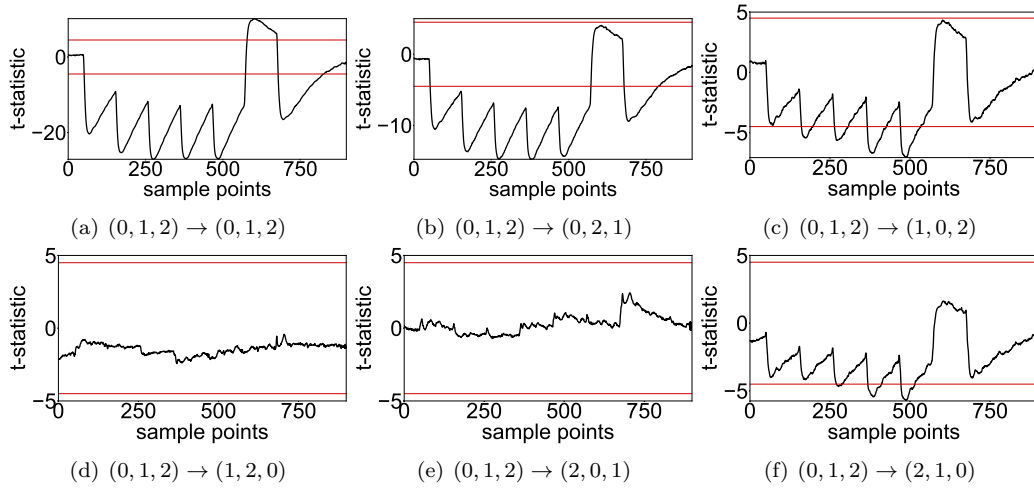 t-statistic
0
−20
0
250
500
750
sample points
(a) (0, 1, 2) → (0, 1, 2)
t-statistic
0
−10
0
250
500
750
sample points
(b) (0, 1, 2) → (0, 2, 1)
t-statistic
5
0
−5
0
250
500
750
sample points
(c) (0, 1, 2) → (1, 0, 2)
t-statistic
5
0
−5
0
250
500
750
sample points
(d) (0, 1, 2) → (1, 2, 0)
t-statistic
5
0
−5
0
250
500
750
sample points
(e) (0, 1, 2) → (2, 0, 1)
t-statistic
5
0
−5
0
250
500
750
sample points
(f) (0, 1, 2) → (2, 1, 0)